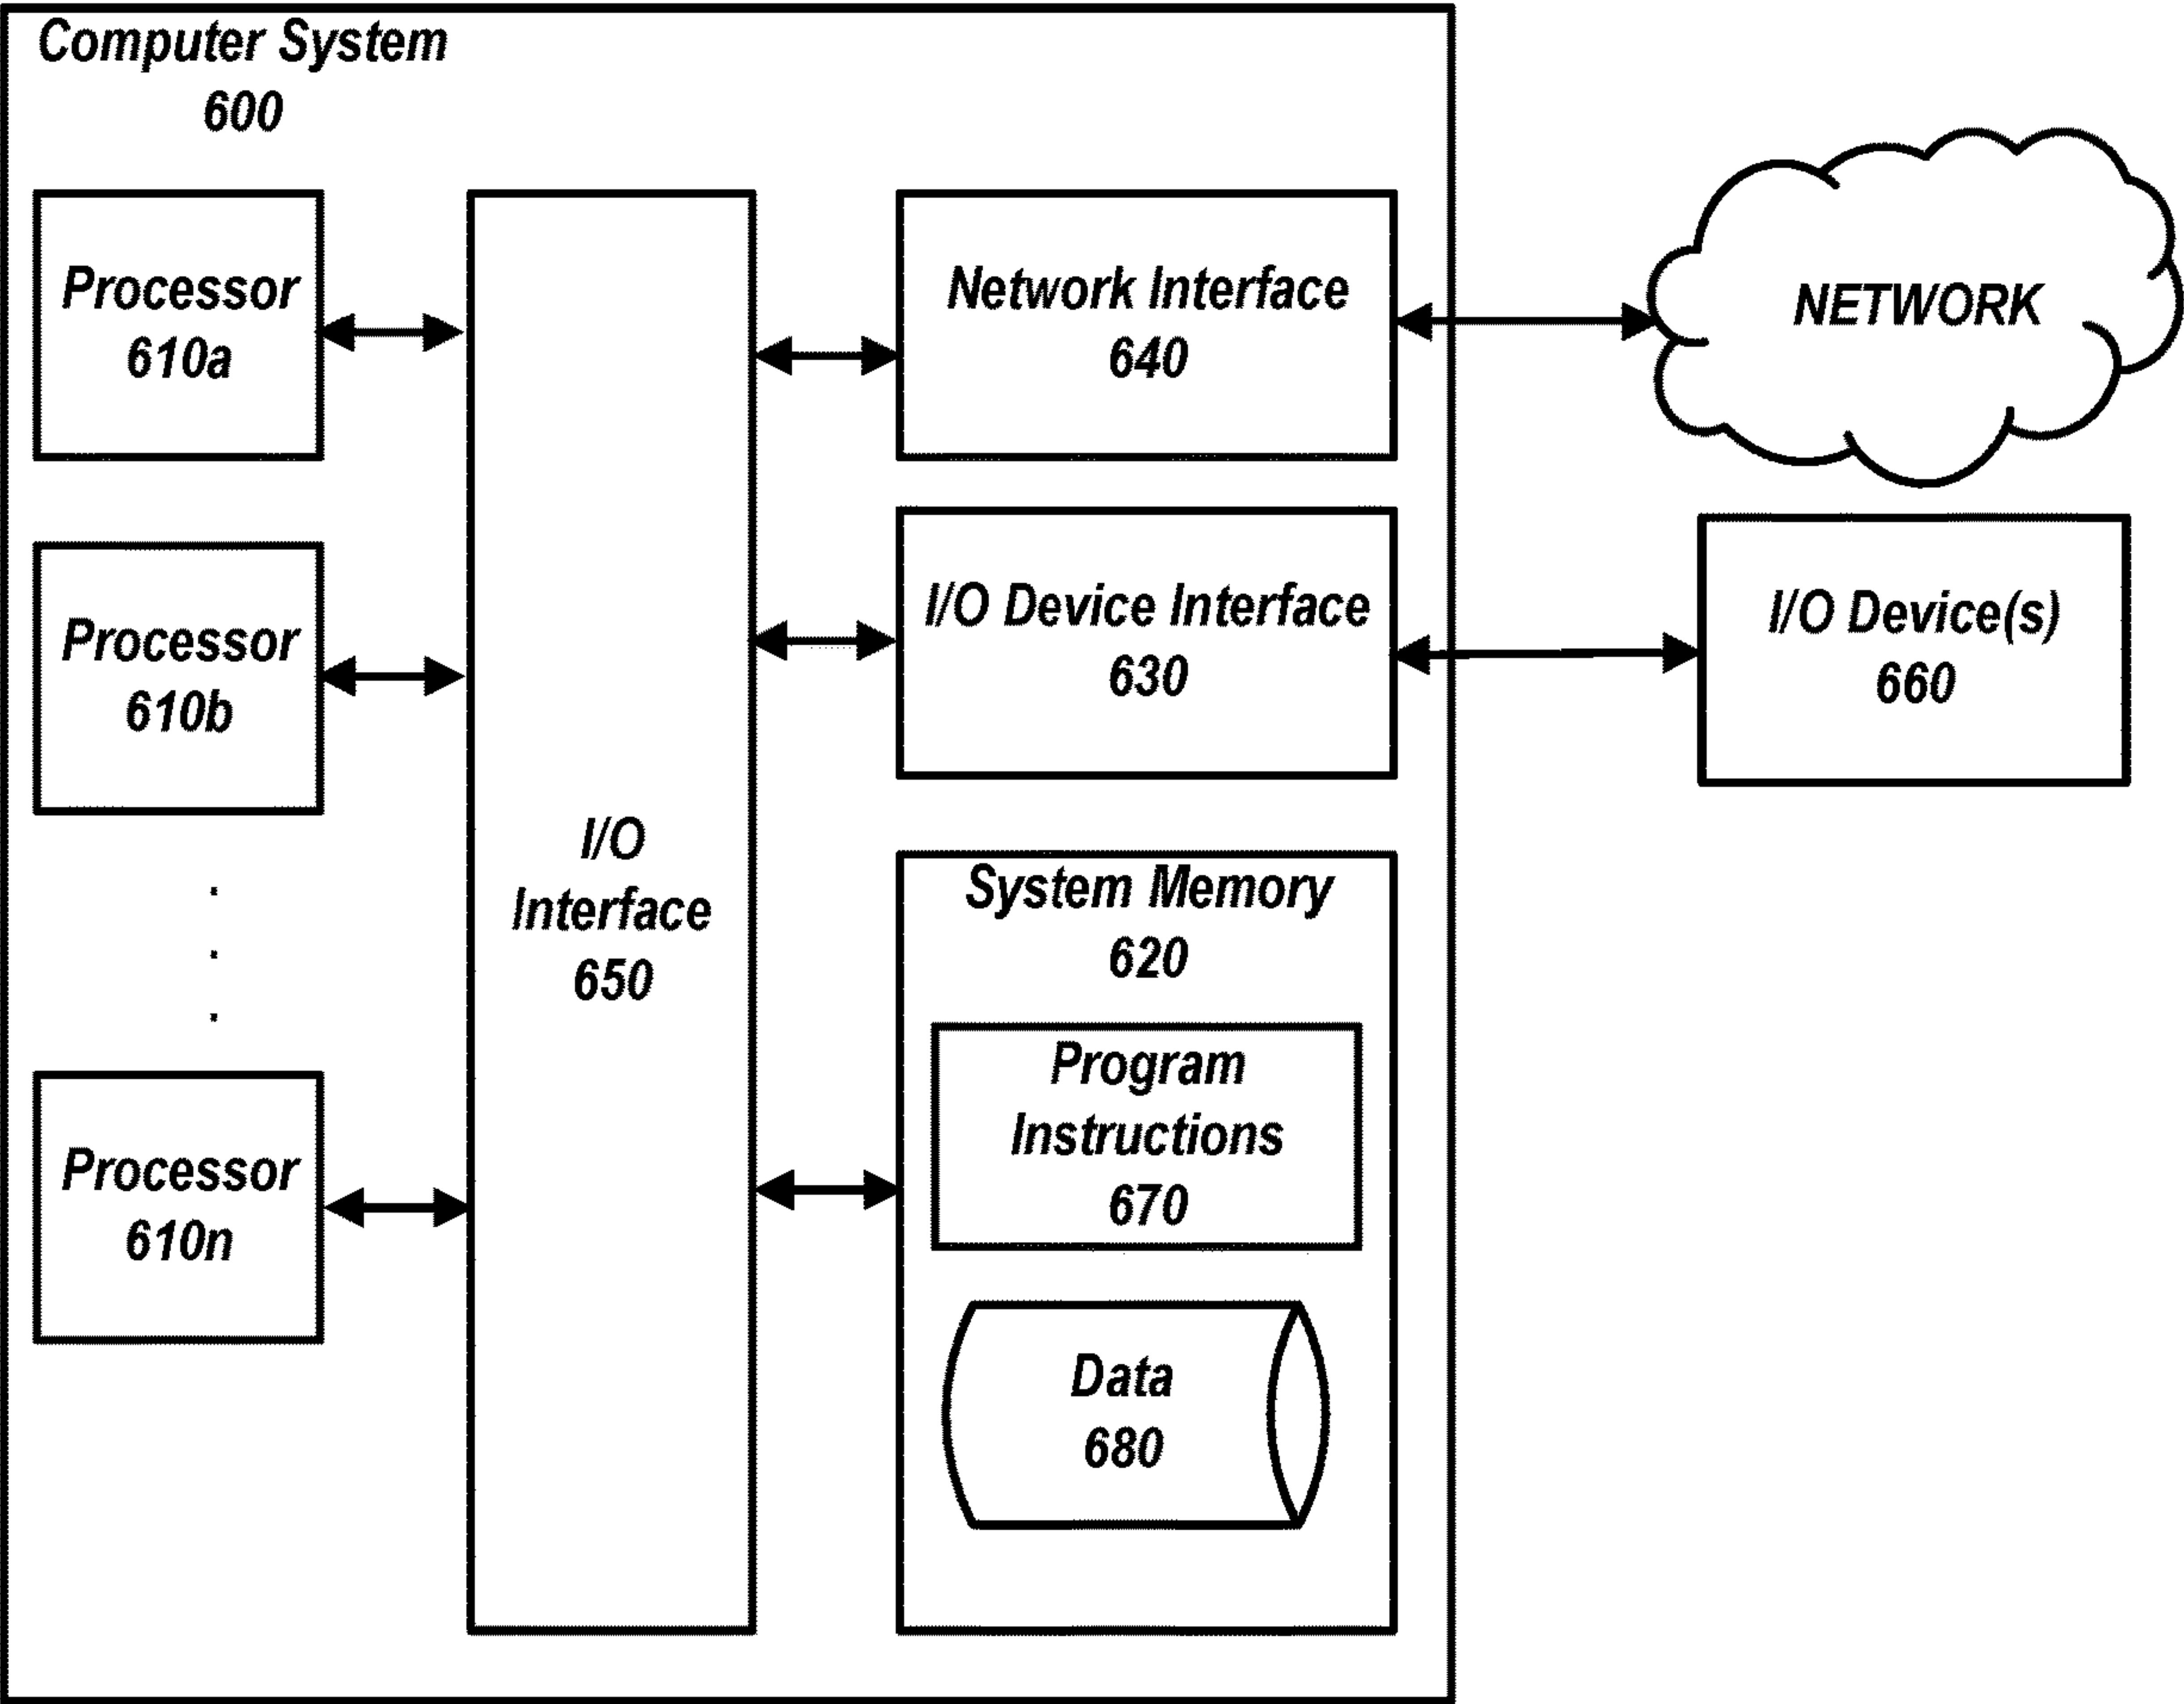 Computer System
600
Processor
610a
Processor
610b
.
.
.
Processor
610n
I/O
Interface
650
Network Interface
640
I/O Device Interface
630
System Memory
620
Program
Instructions
670
Data
680
NETWORK
I/O Device(s)
660